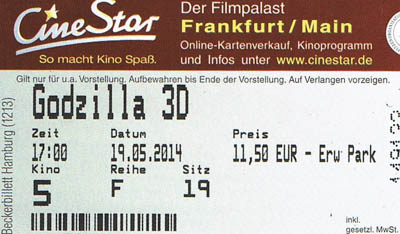 CineStar
So macht Kino Spaß.
Der Filmpalast
Frankfurt / Main
Online-Kartenverkauf, Kinoprogramm
und Infos unter www.cinestar.de
Gilt nur für u.a. Vorstellung. Aufbewahren bis Ende der Vorstellung. Auf Verlangen vorzeigen.
Godzilla 3D
Zeit Datum Preis
17:00 19.05.2014 11,50 EUR - Erw Park
Kino Reihe Sitz
5 F 19
inkl.
gesetzl. MwSt.
Beckerbillett Hamburg (1213)